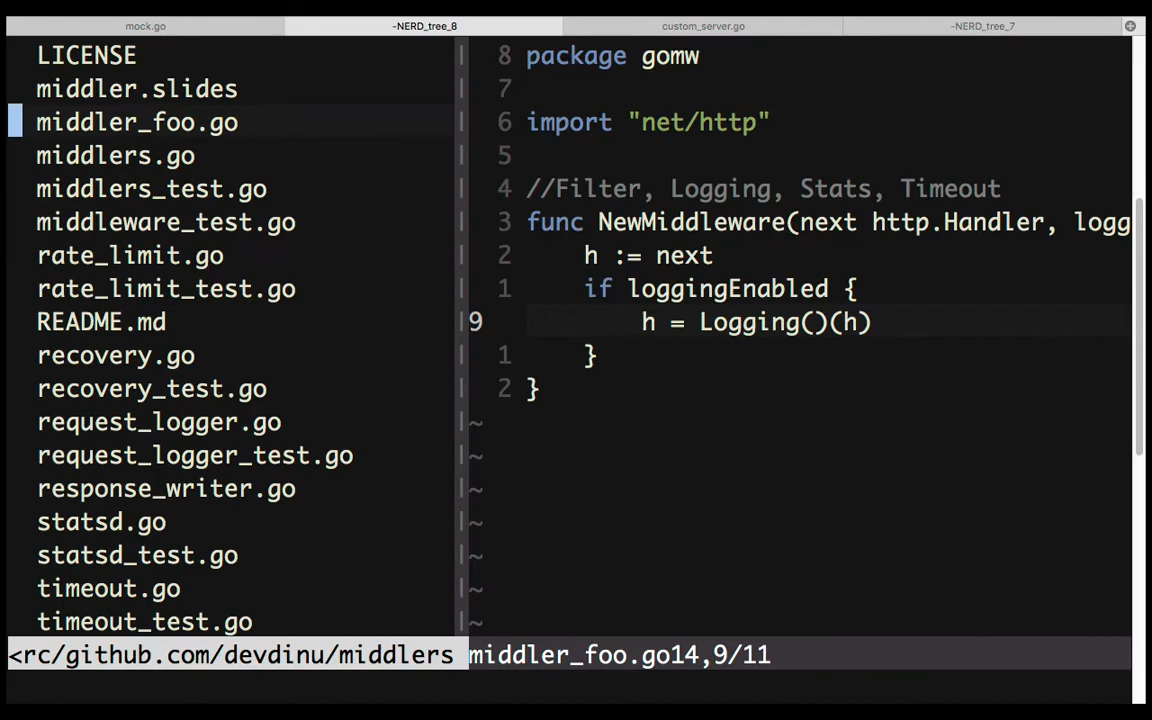 mock.go
-NERD_tree_8
custom_server.go
-NERD_tree_7
LICENSE
middler.slides
middler_foo.go
middlers.go
middlers_test.go
middleware_test.go
rate_limit.go
rate_limit_test.go
README.md
recovery.go
recovery_test.go
request_logger.go
request_logger_test.go
response_writer.go
statsd.go
statsd_test.go
timeout.go
timeout_test.go
<rc/github.com/devdinu/middlers
8 package gomw
7
6 import "net/http"
5
4 //Filter, Logging, Stats, Timeout
3 func NewMiddleware(next http.Handler, logg
2 h := next
1 if loggingEnabled {
9 h = Logging()(h)
1 }
2 }
~
~
~
~
~
~
~
middler_foo.go14,9/11